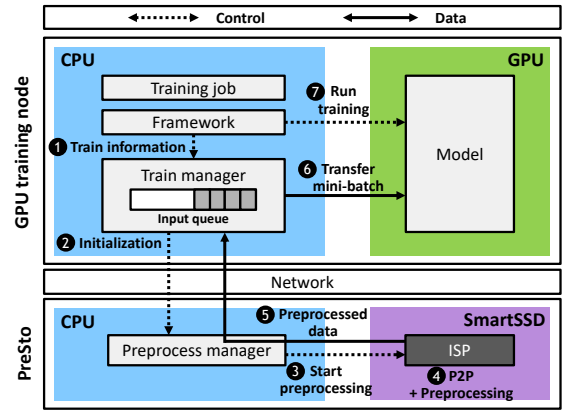 Control
Data
GPU training node
CPU
GPU
Training job
Framework
7 Run
training
Model
1 Train information
Train manager
Input queue
6 Transfer
mini-batch
2 Initialization
Network
PreSto
CPU
5 Preprocessed
data
SmartSSD
Preprocess manager
ISP
3 Start
preprocessing
4 P2P
+ Preprocessing